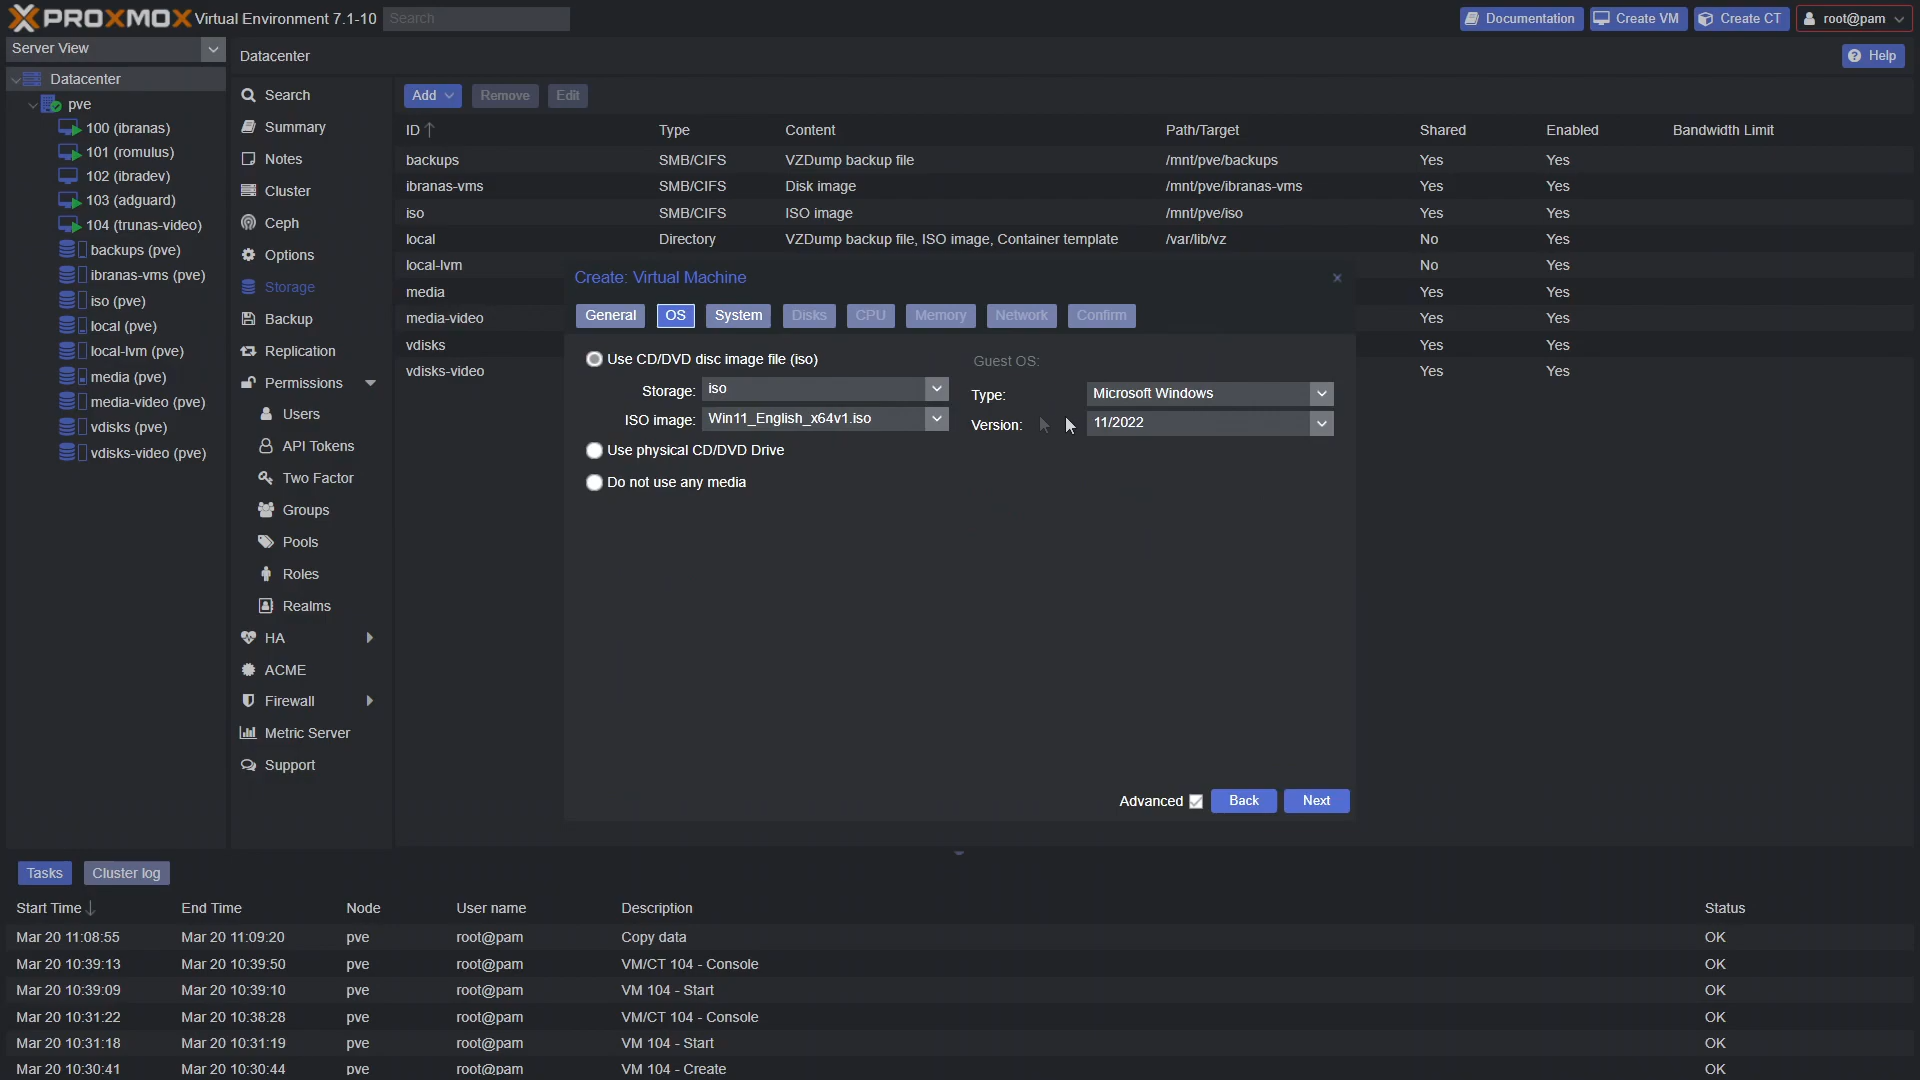 PROXMOX Virtual Environment 7.1-10 Search Documentation Create VM Create CT root@pam
Server View
Datacenter
Help
Datacenter
pve
100 (ibranas)
101 (romulus)
102 (ibradev)
103 (adguard)
104 (trunas-video)
backups (pve)
ibranas-vms (pve)
iso (pve)
local (pve)
local-lvm (pve)
media (pve)
media-video (pve)
vdisks (pve)
vdisks-video (pve)
Search
Summary
Notes
Cluster
Ceph
Options
Storage
Backup
Replication
Permissions
Users
API Tokens
Two Factor
Groups
Pools
Roles
Realms
HA
ACME
Firewall
Metric Server
Support
Add Remove Edit
ID Type Content Path/Target Shared Enabled Bandwidth Limit
backups SMB/CIFS VZDump backup file /mnt/pve/backups Yes Yes
ibranas-vms SMB/CIFS Disk image /mnt/pve/ibranas-vms Yes Yes
iso SMB/CIFS ISO image /mnt/pve/iso Yes Yes
local Directory VZDump backup file, ISO image, Container template /var/lib/vz No Yes
local-lvm No Yes
media Yes Yes
media-video Yes Yes
vdisks Yes Yes
vdisks-video Yes Yes
Create: Virtual Machine
General OS System Disks CPU Memory Network Confirm
Use CD/DVD disc image file (iso)
Storage: iso
ISO image: Win11_English_x64v1.iso
Use physical CD/DVD Drive
Do not use any media
Guest OS:
Type: Microsoft Windows
Version: 11/2022
Advanced Back Next
Tasks Cluster log
Start Time End Time Node User name Description Status
Mar 20 11:08:55 Mar 20 11:09:20 pve root@pam Copy data OK
Mar 20 10:39:13 Mar 20 10:39:50 pve root@pam VM/CT 104 - Console OK
Mar 20 10:39:09 Mar 20 10:39:10 pve root@pam VM 104 - Start OK
Mar 20 10:31:22 Mar 20 10:38:28 pve root@pam VM/CT 104 - Console OK
Mar 20 10:31:18 Mar 20 10:31:19 pve root@pam VM 104 - Start OK
Mar 20 10:30:41 Mar 20 10:30:44 pve root@pam VM 104 - Create OK